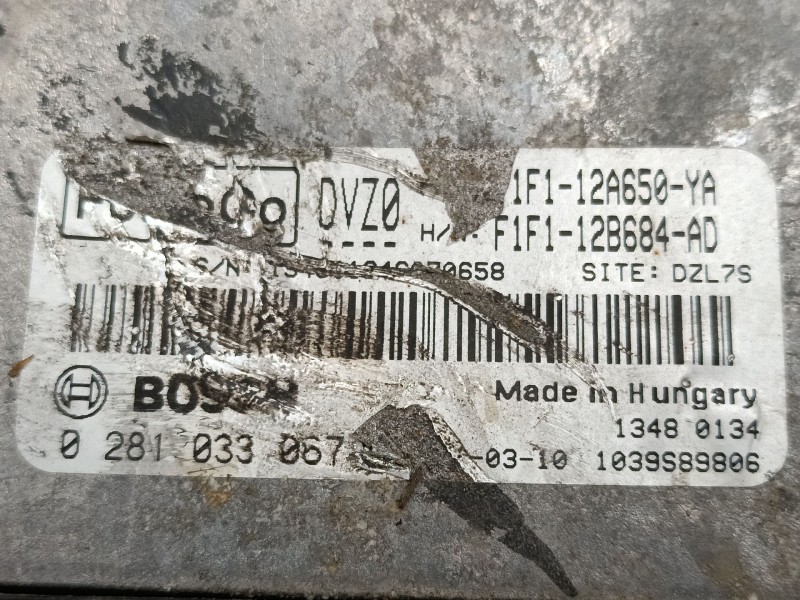 DVZ0 1F1-12A650-YA
F1F1-12B684-AD
S/N 0658 SITE: DZL7S
BOSCH Made in Hungary
1348 0134
0 281 033 067 -03-10 1039S89806